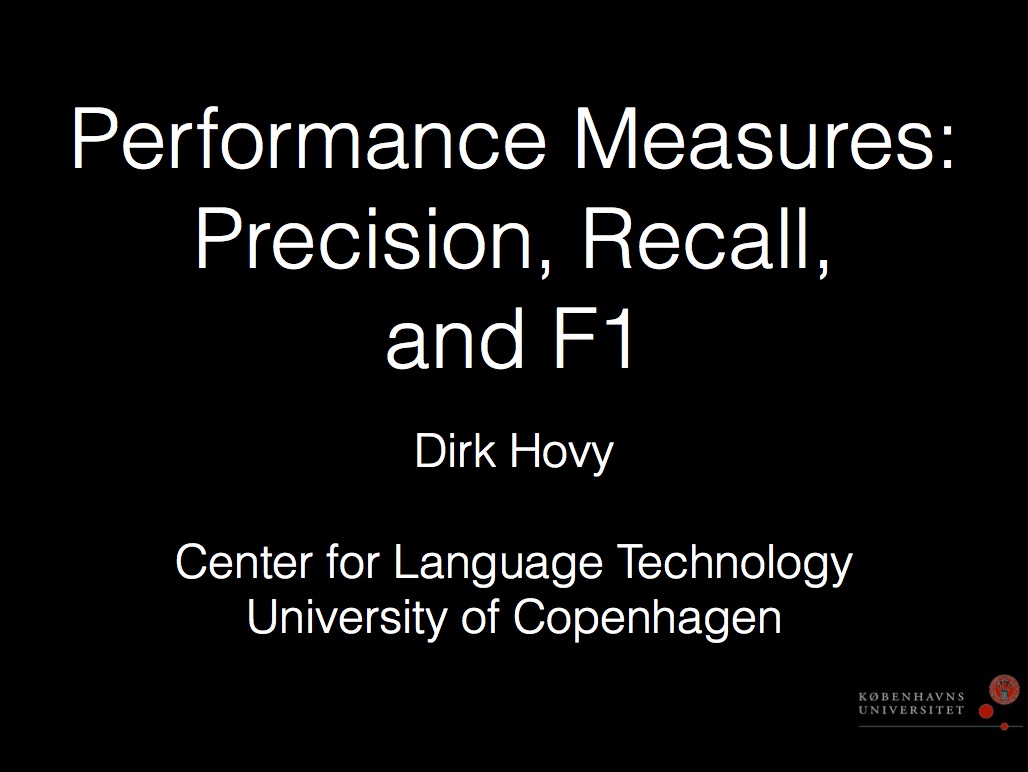 Performance Measures:
Precision, Recall,
and F1
Dirk Hovy
Center for Language Technology
University of Copenhagen
KØBENHAVNS
UNIVERSITET